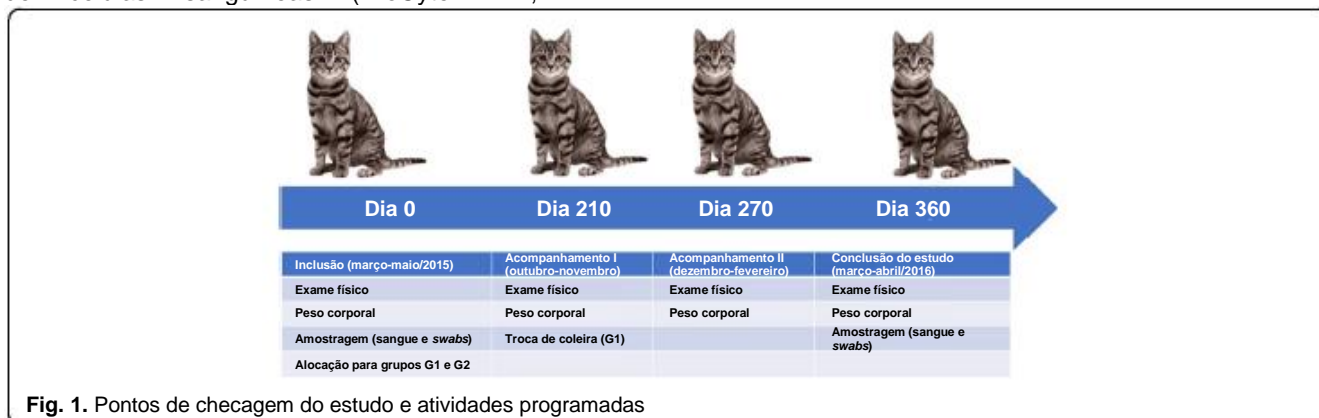 Dia 0 Dia 210 Dia 270 Dia 360
Inclusão (março-maio/2015) Acompanhamento I (outubro-novembro) Acompanhamento II (dezembro-fevereiro) Conclusão do estudo (março-abril/2016)
Exame físico Exame físico Exame físico Exame físico
Peso corporal Peso corporal Peso corporal Peso corporal
Amostragem (sangue e swabs) Troca de coleira (G1) Amostragem (sangue e swabs)
Alocação para grupos G1 e G2
Fig. 1. Pontos de checagem do estudo e atividades programadas